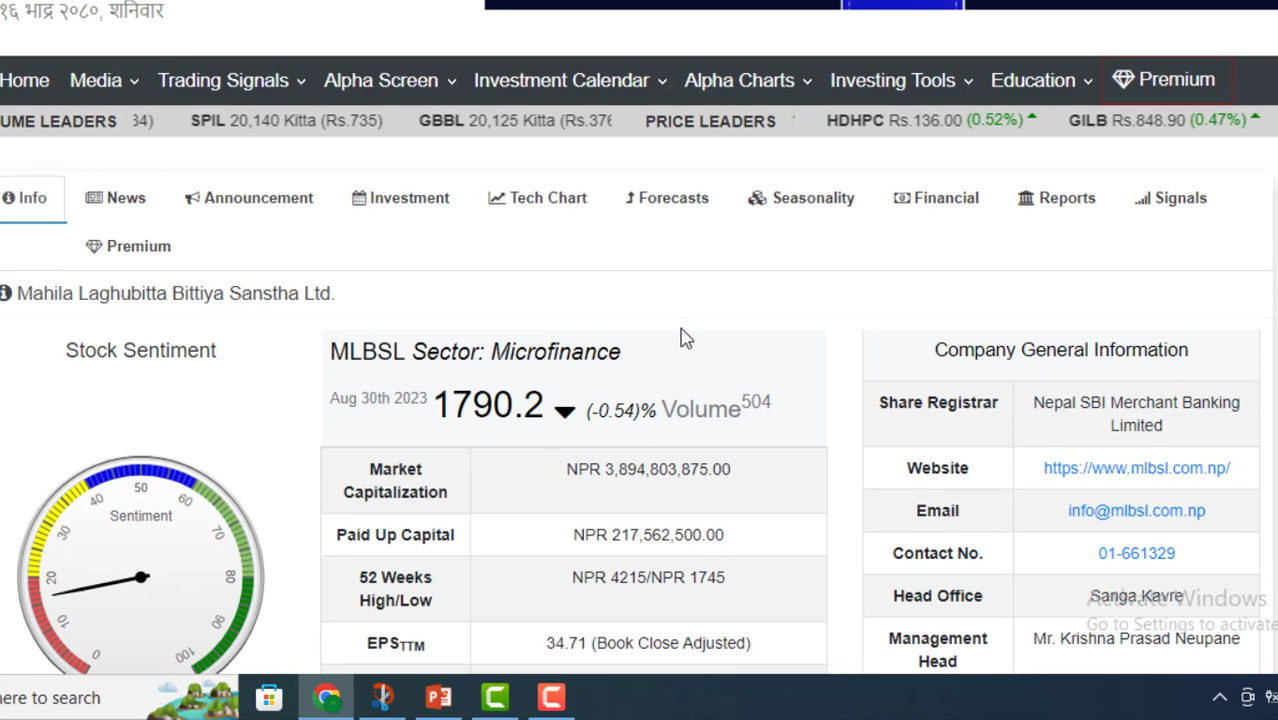 १६ भाद्र २०८०, शनिवार
Home Media Trading Signals Alpha Screen Investment Calendar Alpha Charts Investing Tools Education Premium
UME LEADERS 34) SPIL 20,140 Kitta (Rs.735) GBBL 20,125 Kitta (Rs.376 PRICE LEADERS HDHPC Rs.136.00 (0.52%) GILB Rs.848.90 (0.47%)
Info News Announcement Investment Tech Chart Forecasts Seasonality Financial Reports Signals
Premium
Mahila Laghubitta Bittiya Sanstha Ltd.
Stock Sentiment
0 10 20 30 40 50 60 70 80 90 100
Sentiment
MLBSL Sector: Microfinance
Aug 30th 2023 1790.2 (-0.54)% Volume 504
Market Capitalization NPR 3,894,803,875.00
Paid Up Capital NPR 217,562,500.00
52 Weeks High/Low NPR 4215/NPR 1745
EPSTTM 34.71 (Book Close Adjusted)
Company General Information
Share Registrar Nepal SBI Merchant Banking Limited
Website https://www.mlbsl.com.np/
Email info@mlbsl.com.np
Contact No. 01-661329
Head Office Sanga,Kavre
Management Head Mr. Krishna Prasad Neupane
Activate Windows
Go to Settings to activate
here to search